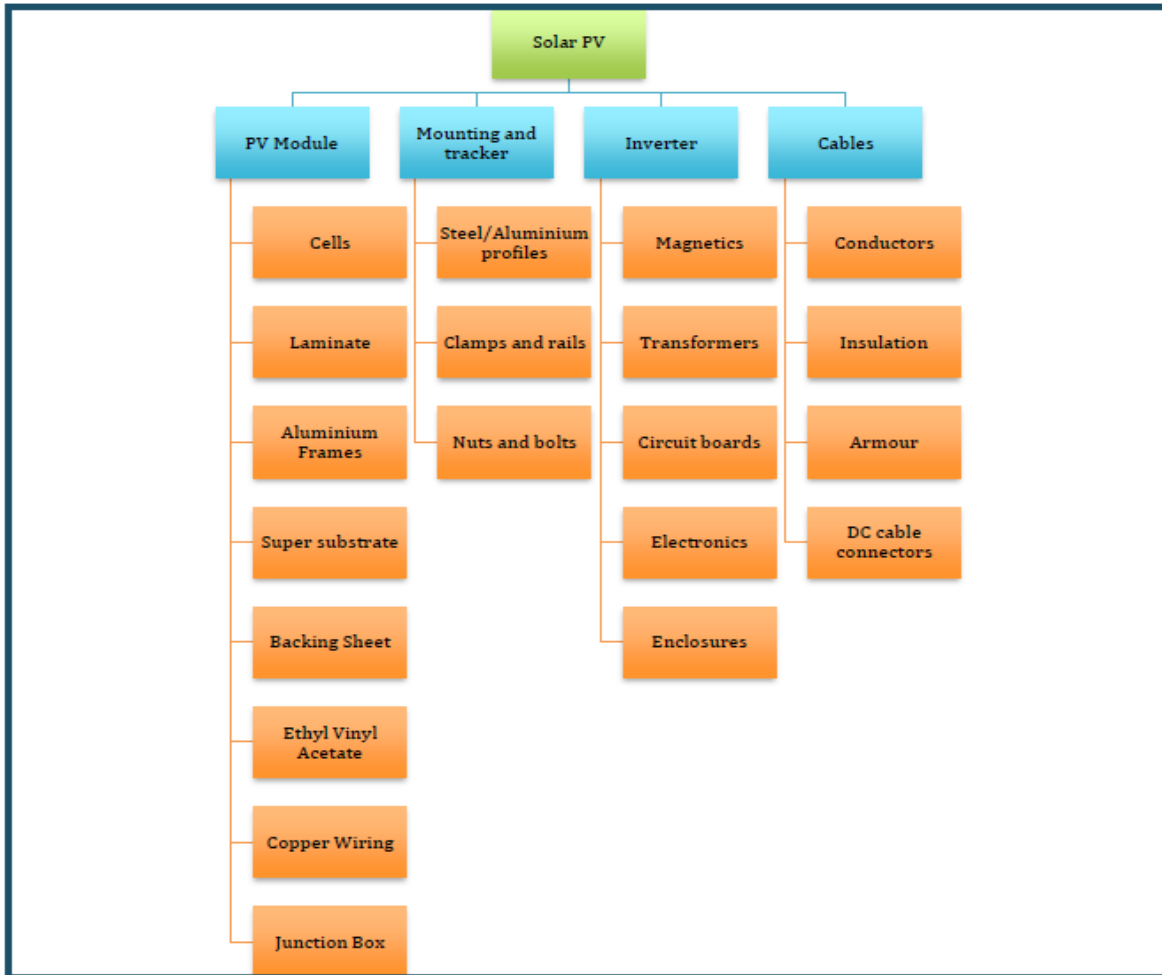 Solar PV
PV Module
Mounting and
tracker
Inverter
Cables
Cells
Steel/Aluminium
profiles
Magnetics
Conductors
Laminate
Clamps and rails
Transformers
Insulation
Aluminium
Frames
Nuts and bolts
Circuit boards
Armour
Super substrate
Electronics
DC cable
connectors
Backing Sheet
Enclosures
Ethyl Vinyl
Acetate
Copper Wiring
Junction Box